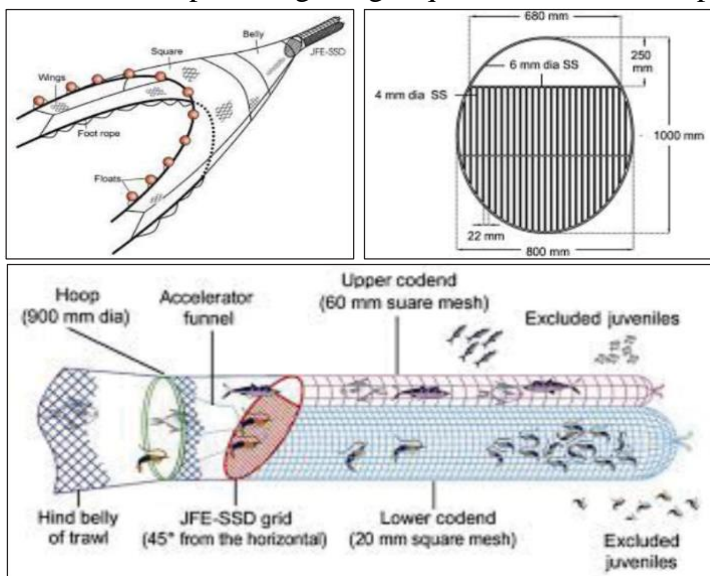 Belly
Square
JFE-SSD
Wings
Foot rope
Floats
680 mm
6 mm dia SS
250
mm
4 mm dia SS
1000 mm
22 mm
800 mm
Hoop
(900 mm dia)
Accelerator
funnel
Upper codend
(60 mm suare mesh)
Excluded juveniles
Hind belly
of trawl
JFE-SSD grid
(45° from the horizontal)
Lower codend
(20 mm square mesh)
Excluded
juveniles